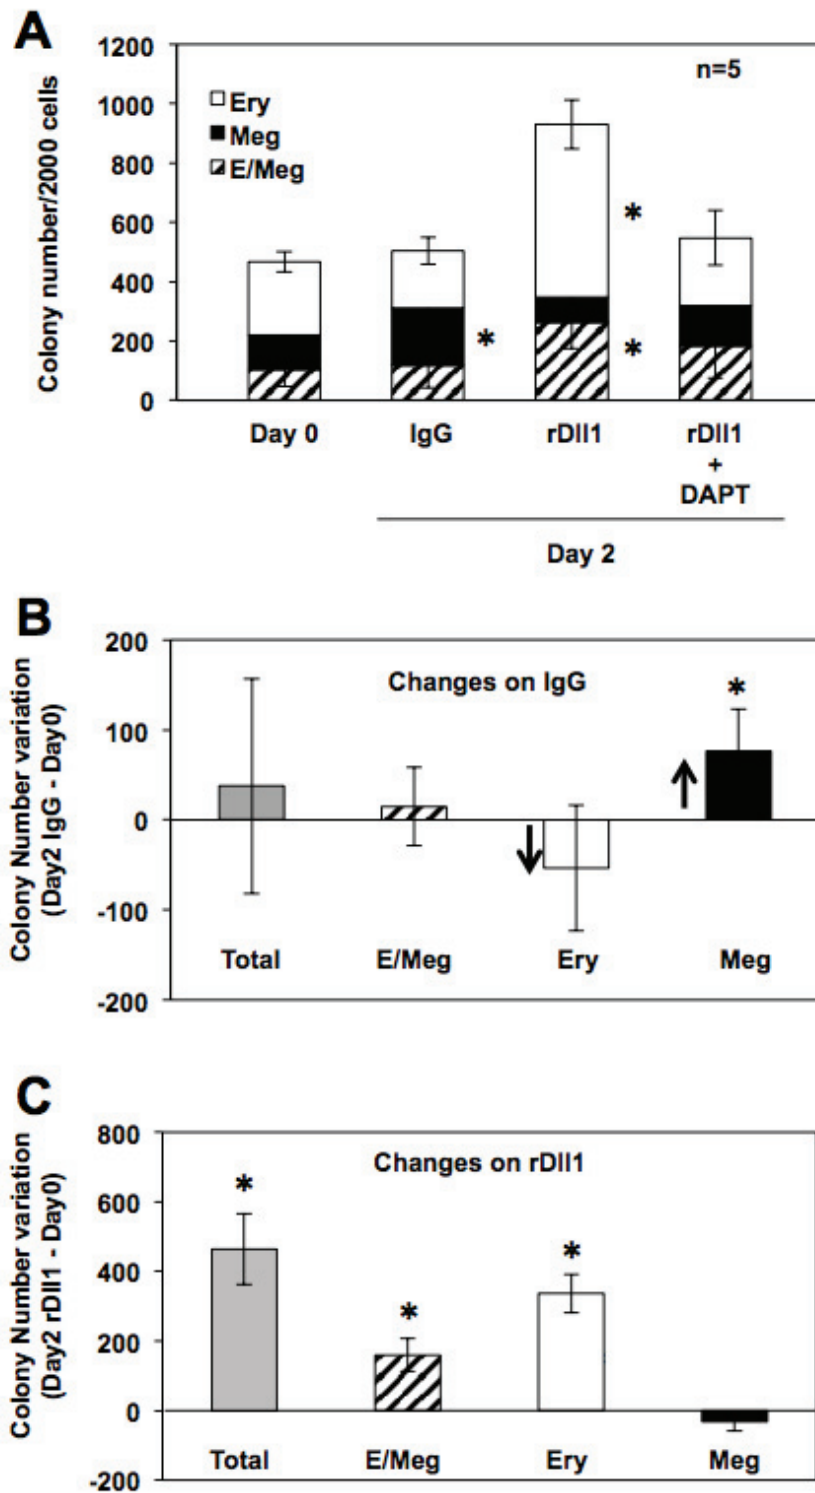 A
1200
1000
800
600
400
200
0
Colony number/2000 cells
n=5
Ery
Meg
E/Meg
*
*
*
Day 0 IgG rDll1 rDll1
+
DAPT
Day 2
B
200
100
0
-100
-200
Colony Number variation
(Day2 IgG - Day0)
Changes on IgG
*
Total E/Meg Ery Meg
C
800
600
400
200
0
-200
Colony Number variation
(Day2 rDll1 - Day0)
Changes on rDll1
*
*
*
Total E/Meg Ery Meg